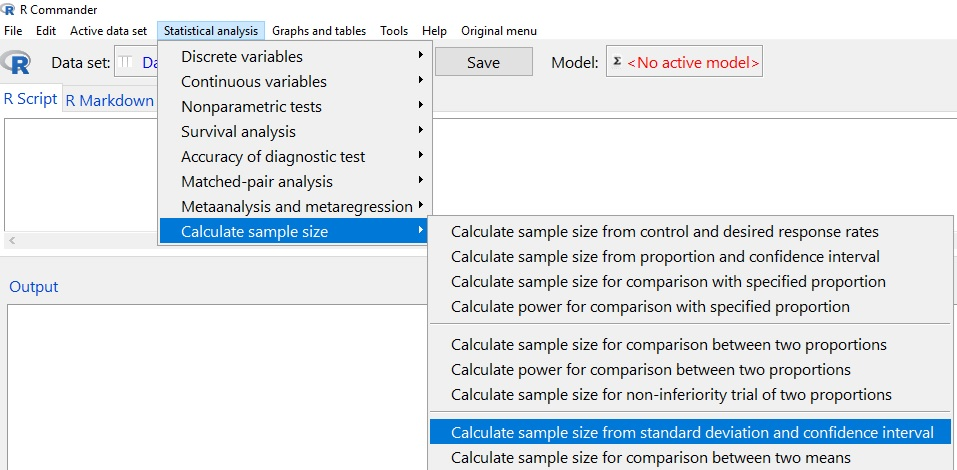 R Commander
File Edit Active data set Statistical analysis Graphs and tables Tools Help Original menu
R Data set: Da Save Model: Σ <No active model>
R Script R Markdown
Discrete variables
Continuous variables
Nonparametric tests
Survival analysis
Accuracy of diagnostic test
Matched-pair analysis
Metaanalysis and metaregression
Calculate sample size
Calculate sample size from control and desired response rates
Calculate sample size from proportion and confidence interval
Calculate sample size for comparison with specified proportion
Calculate power for comparison with specified proportion
Calculate sample size for comparison between two proportions
Calculate power for comparison between two proportions
Calculate sample size for non-inferiority trial of two proportions
Calculate sample size from standard deviation and confidence interval
Calculate sample size for comparison between two means
Output